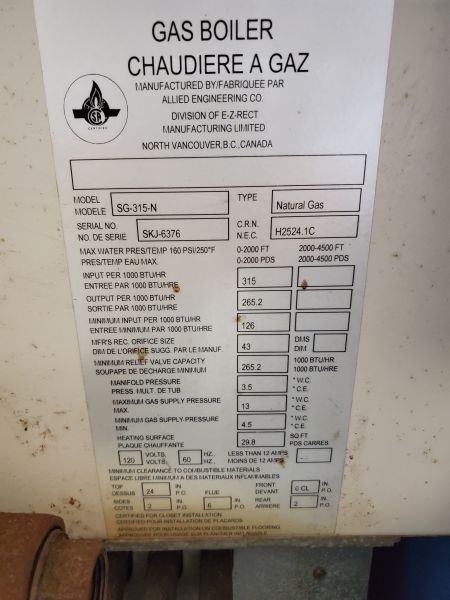 GAS BOILER
CHAUDIERE A GAZ
MANUFACTURED BY/FABRIQUEE PAR
ALLIED ENGINEERING CO.
DIVISION OF E-Z-RECT
MANUFACTURING LIMITED
NORTH VANCOUVER,B.C.,CANADA
CERTIFIED
MODEL
MODELE SG-315-N TYPE Natural Gas
SERIAL NO. C.R.N.
NO. DE SERIE SKJ-6376 N.E.C. H2524.1C
MAX WATER PRES/TEMP 160 PSI/250°F 0-2000 FT 2000-4500 FT
PRES/TEMP EAU MAX. 0-2000 PDS 2000-4500 PDS
INPUT PER 1000 BTU/HR
ENTREE PAR 1000 BTU/HRE 315
OUTPUT PER 1000 BTU/HR
SORTIE PAR 1000 BTU/HRE 265.2
MINIMUM INPUT PER 1000 BTU/HR
ENTREE MINIMUM PAR BTU/HRE 126
MFR'S REC. ORIFICE SIZE DMS
DIM DE L'ORIFICE SUGG. PAR LE MANUF. 43 DIM
MINIMUM RELIEF VALVE CAPACITY 1000 BTU/HR
SOUPAPE DE DECHARGE MINIMUM 265.2 1000 BTU/HRE
MANIFOLD PRESSURE " W.C.
PRESS. MULT. DE TUB 3.5 " C.E.
MAXIMUM GAS SUPPLY PRESSURE " W.C.
MAX. 13 " C.E.
MINIMUM GAS SUPPLY-PRESSURE " W.C.
MIN. 4.5 " C.E.
HEATING SURFACE SQ FT
PLAQUE CHAUFFANTE 29.8 PDS CARRES
120 VOLTS, 60 HZ., LESS THAN 12 AMPS
VOLTS, HZ., MOINS DE 12 AMPS
MINIMUM CLEARANCE TO COMBUSTIBLE MATERIALS
ESPACE LIBRE MINIMUM A DES MATERIAUX INFLAMMABLES
TOP IN FRONT IN.
DESSUS 24 P.O. DEVANT CL P.O.
SIDES IN. FLUE IN. REAR IN.
COTES 2 P.O. 6 P.O. ARRIERE 2 P.O.
CERTIFIED FOR CLOSET INSTALLATION
CERTIFIE POUR INSTALLATION DE PLACARDS
APPROVED FOR INSTALLATION ON COMBUSTIBLE FLOORING
APPROUVE POUR USAGE SUR PLANCHER INFLAMABLE